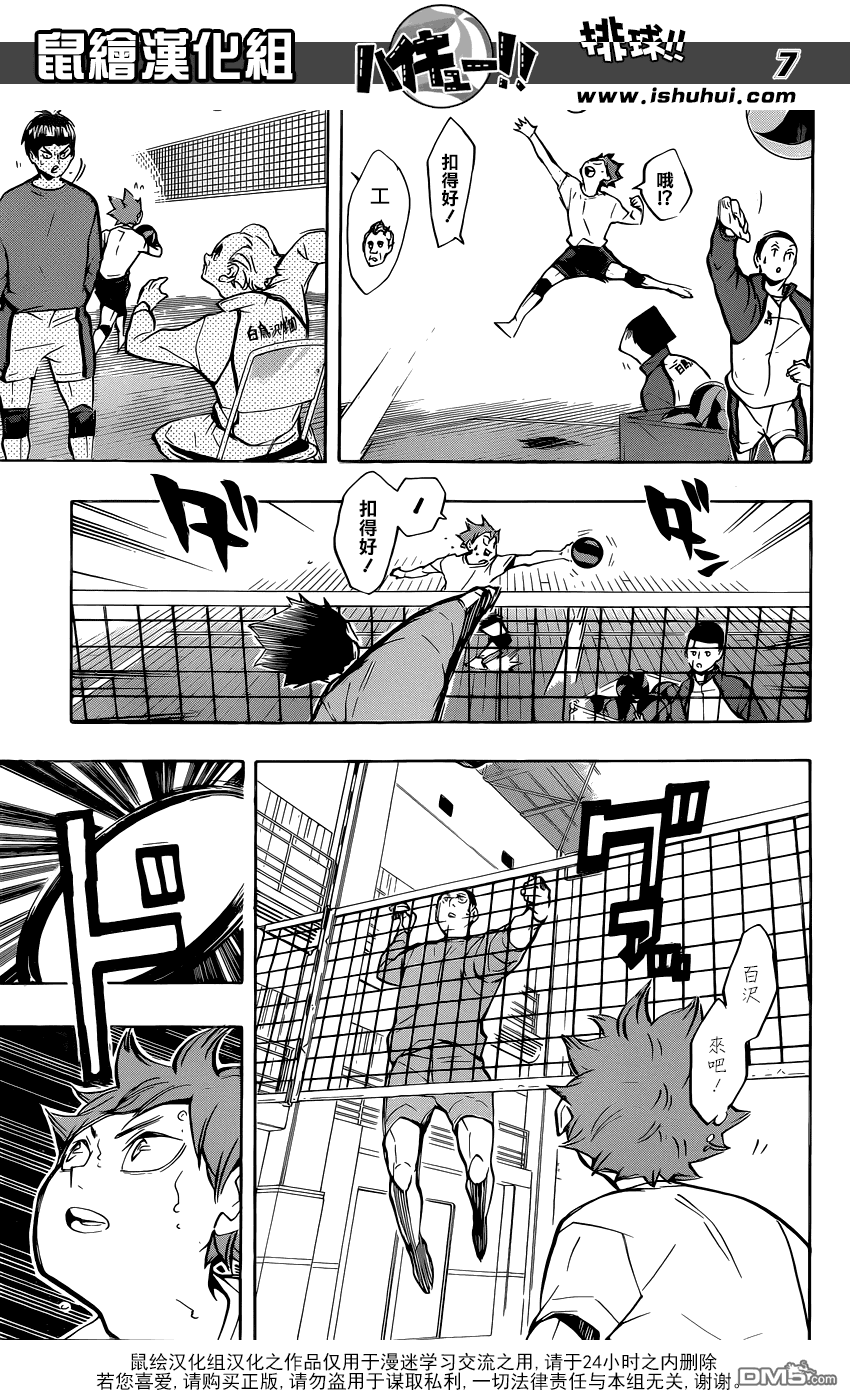 鼠繪漢化組
ハイキュー!!
排球!!
7
www.ishuhui.com
哦!?
扣得好！
工
白鳥沢学園
扣得好！
ダダン
百沢
來吧！
グアッ
ド
鼠绘汉化组汉化之作品仅用于漫迷学习交流之用, 请于24小时之内删除
若您喜爱, 请购买正版, 请勿盗用于谋取私利, 一切法律责任与本组无关, 谢谢。
DM5.com